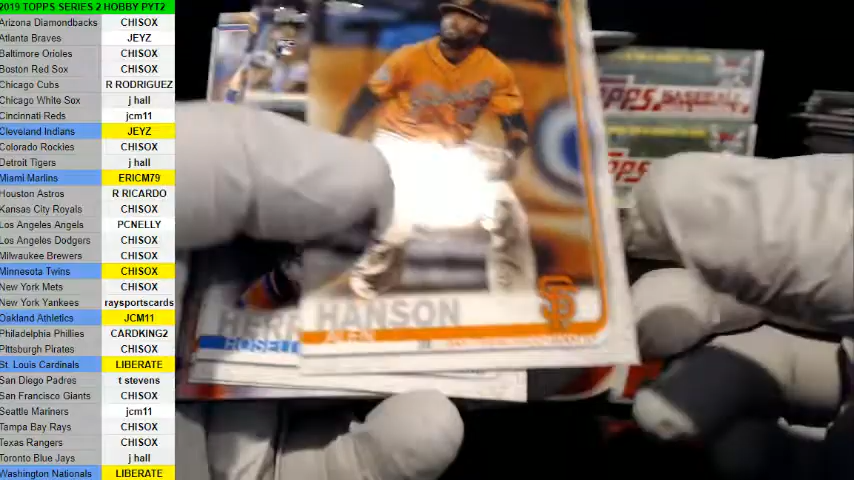 2019 TOPPS SERIES 2 HOBBY PYT2
Arizona Diamondbacks CHISOX
Atlanta Braves JEYZ
Baltimore Orioles CHISOX
Boston Red Sox CHISOX
Chicago Cubs R RODRIGUEZ
Chicago White Sox j hall
Cincinnati Reds jcm11
Cleveland Indians JEYZ
Colorado Rockies CHISOX
Detroit Tigers j hall
Miami Marlins ERICM79
Houston Astros R RICARDO
Kansas City Royals CHISOX
Los Angeles Angels PCNELLY
Los Angeles Dodgers CHISOX
Milwaukee Brewers CHISOX
Minnesota Twins CHISOX
New York Mets CHISOX
New York Yankees raysportscards
Oakland Athletics JCM11
Philadelphia Phillies CARDKING2
Pittsburgh Pirates CHISOX
St. Louis Cardinals LIBERATE
San Diego Padres t stevens
San Francisco Giants CHISOX
Seattle Mariners jcm11
Tampa Bay Rays CHISOX
Texas Rangers CHISOX
Toronto Blue Jays j hall
Washington Nationals LIBERATE
HANSON
ALEN
SF
TOPPS BASEBALL
TOPPS